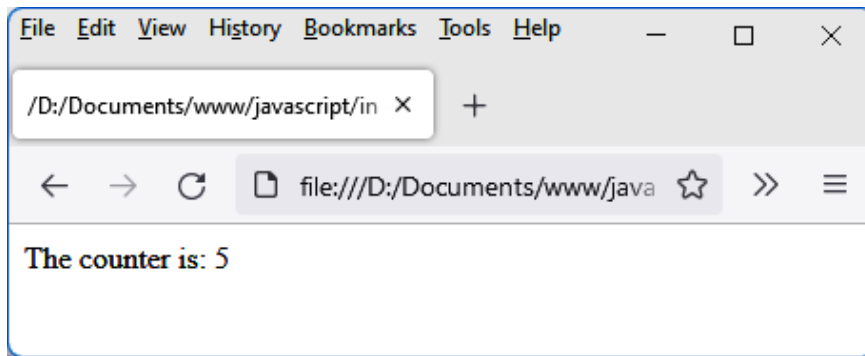 File Edit View History Bookmarks Tools Help
/D:/Documents/www/javascript/in
file:///D:/Documents/www/java
The counter is: 5